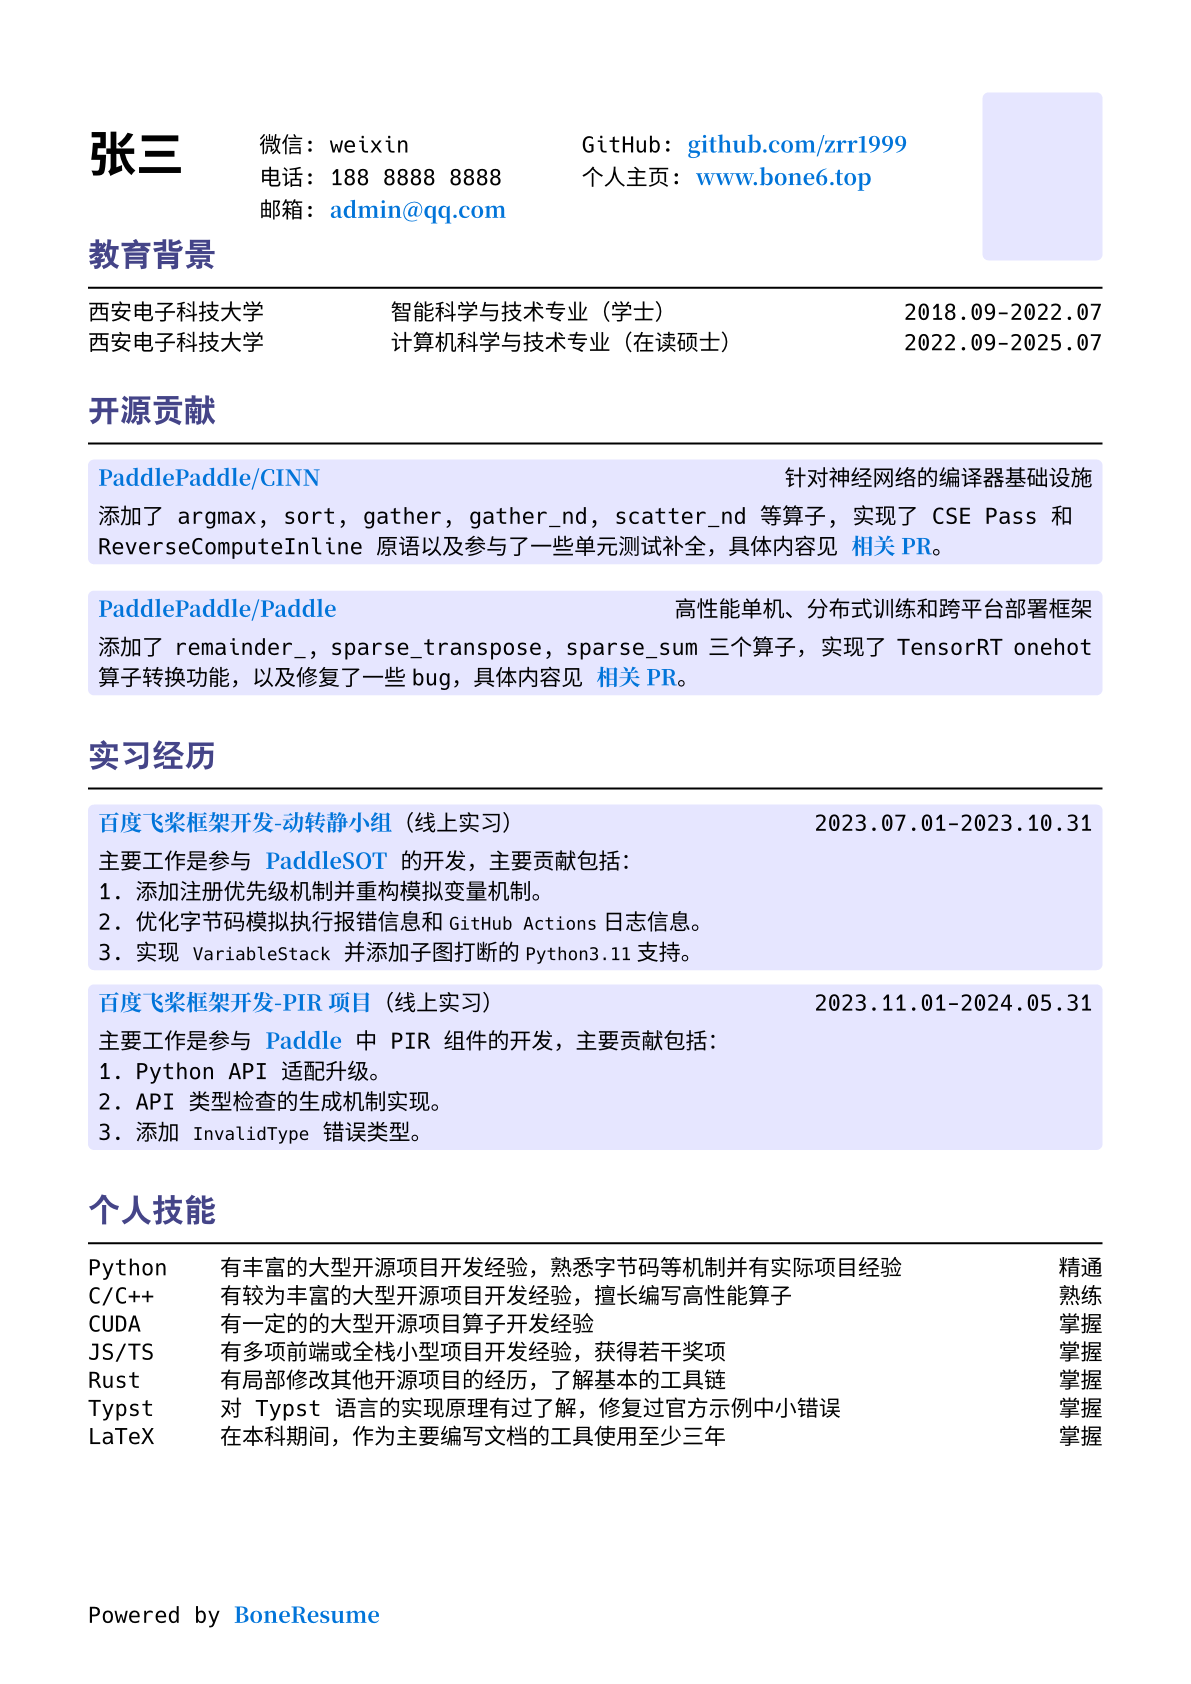 张三
微信: weixin
电话: 188 8888 8888
邮箱: admin@qq.com
GitHub: github.com/zrr1999
个人主页: www.bone6.top
教育背景
西安电子科技大学 智能科学与技术专业（学士） 2018.09-2022.07
西安电子科技大学 计算机科学与技术专业（在读硕士） 2022.09-2025.07
开源贡献
PaddlePaddle/CINN 针对神经网络的编译器基础设施
添加了 argmax, sort, gather, gather_nd, scatter_nd 等算子, 实现了 CSE Pass 和
ReverseComputeInline 原语以及参与了一些单元测试补全，具体内容见 相关 PR。
PaddlePaddle/Paddle 高性能单机、分布式训练和跨平台部署框架
添加了 remainder_, sparse_transpose, sparse_sum 三个算子, 实现了 TensorRT onehot
算子转换功能，以及修复了一些 bug，具体内容见 相关 PR。
实习经历
百度飞桨框架开发-动转静小组（线上实习） 2023.07.01-2023.10.31
主要工作是参与 PaddleSOT 的开发，主要贡献包括：
1. 添加注册优先级机制并重构模拟变量机制。
2. 优化字节码模拟执行报错信息和 GitHub Actions 日志信息。
3. 实现 VariableStack 并添加子图打断的 Python3.11 支持。
百度飞桨框架开发-PIR 项目（线上实习） 2023.11.01-2024.05.31
主要工作是参与 Paddle 中 PIR 组件的开发，主要贡献包括：
1. Python API 适配升级。
2. API 类型检查的生成机制实现。
3. 添加 InvalidType 错误类型。
个人技能
Python 有丰富的大型开源项目开发经验，熟悉字节码等机制并有实际项目经验 精通
C/C++ 有较为丰富的大型开源项目开发经验，擅长编写高性能算子 熟练
CUDA 有一定的的大型开源项目算子开发经验 掌握
JS/TS 有多项前端或全栈小型项目开发经验，获得若干奖项 掌握
Rust 有局部修改其他开源项目的经历，了解基本的工具链 掌握
Typst 对 Typst 语言的实现原理有过了解，修复过官方示例中小错误 掌握
LaTeX 在本科期间，作为主要编写文档的工具使用至少三年 掌握
Powered by BoneResume